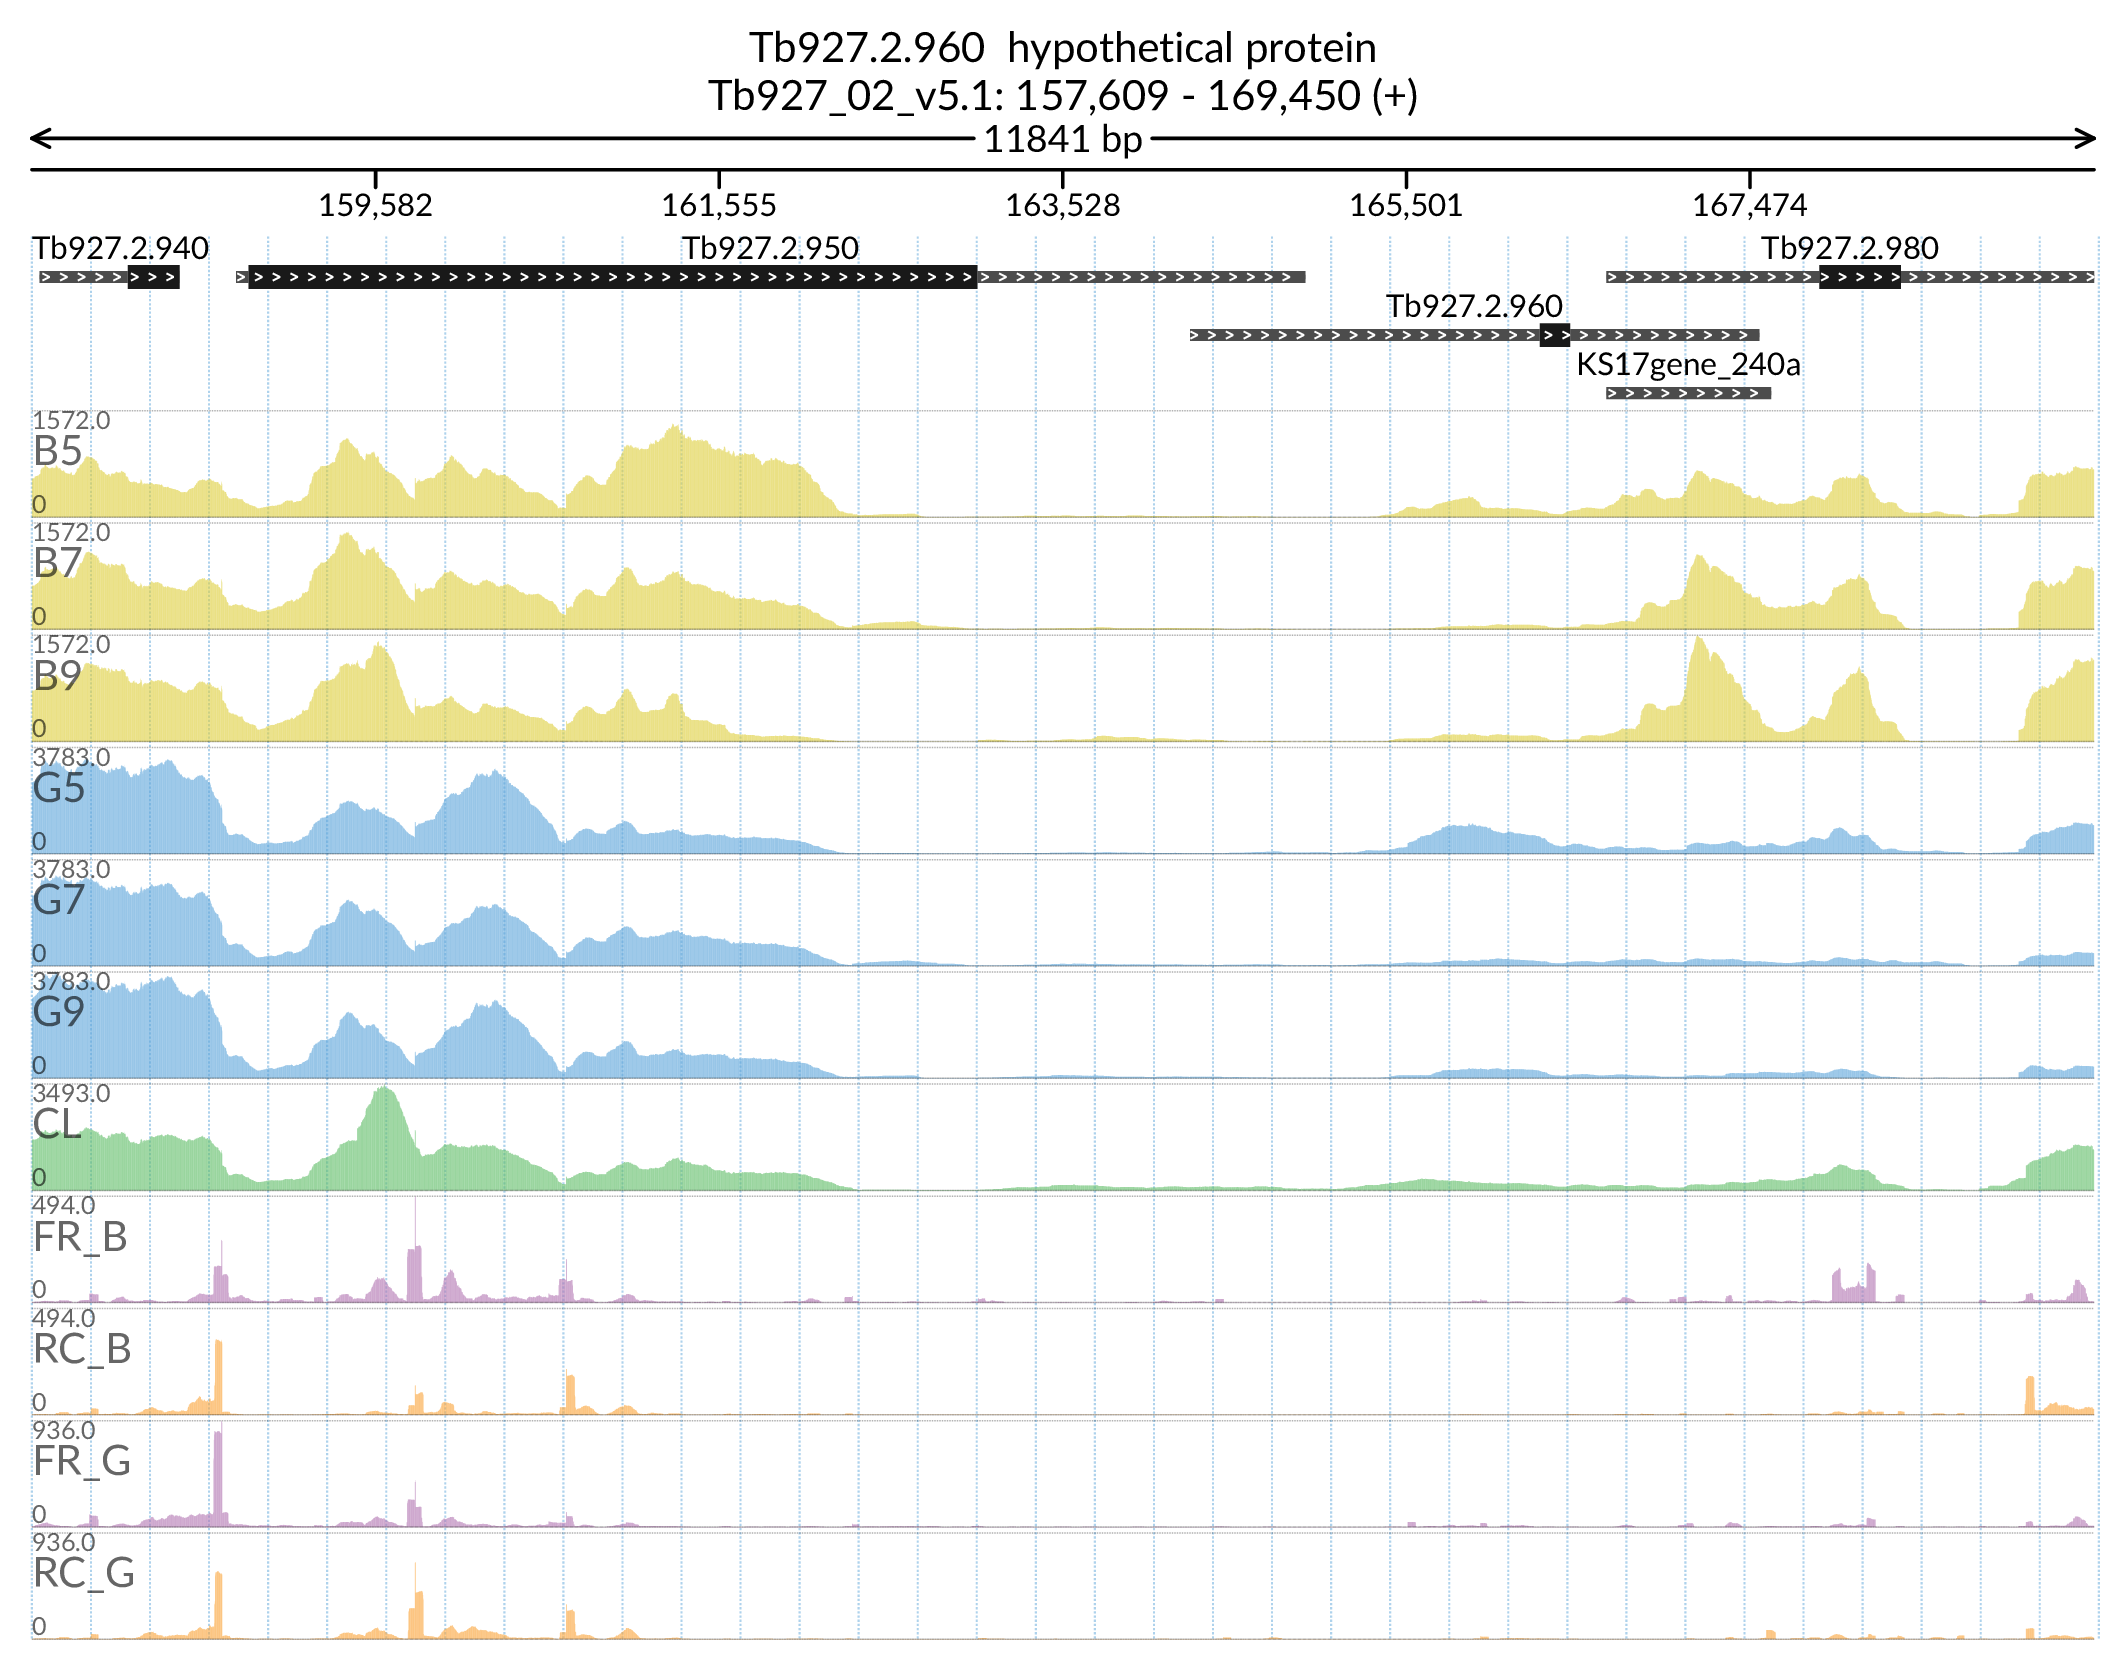 Tb927.2.960  hypothetical protein
Tb927_02_v5.1: 157,609 - 169,450 (+)
11841 bp
159,582 161,555 163,528 165,501 167,474
Tb927.2.940 Tb927.2.950 Tb927.2.980
Tb927.2.960
KS17gene_240a
1572.0
B5
0
1572.0
B7
0
1572.0
B9
0
3783.0
G5
0
3783.0
G7
0
3783.0
G9
0
3493.0
CL
0
494.0
FR_B
0
494.0
RC_B
0
936.0
FR_G
0
936.0
RC_G
0